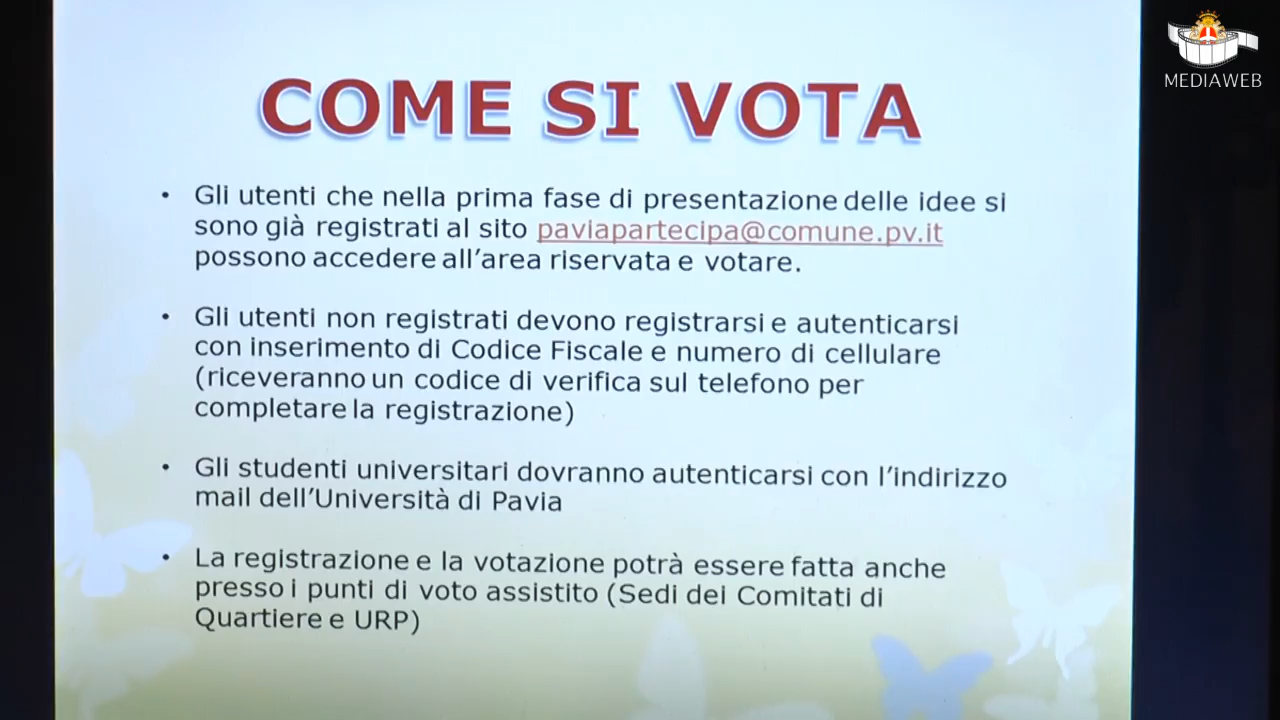 MEDIAWEB
COME SI VOTA
• Gli utenti che nella prima fase di presentazione delle idee si
sono già registrati al sito paviapartecipa@comune.pv.it
possono accedere all'area riservata e votare.
• Gli utenti non registrati devono registrarsi e autenticarsi
con inserimento di Codice Fiscale e numero di cellulare
(riceveranno un codice di verifica sul telefono per
completare la registrazione)
• Gli studenti universitari dovranno autenticarsi con l'indirizzo
mail dell'Università di Pavia
• La registrazione e la votazione potrà essere fatta anche
presso i punti di voto assistito (Sedi dei Comitati di
Quartiere e URP)